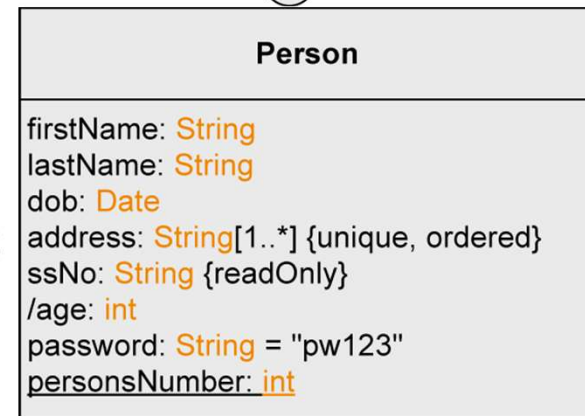 Person
firstName: String
lastName: String
dob: Date
address: String[1..*] {unique, ordered}
ssNo: String {readOnly}
/age: int
password: String = "pw123"
personsNumber: int